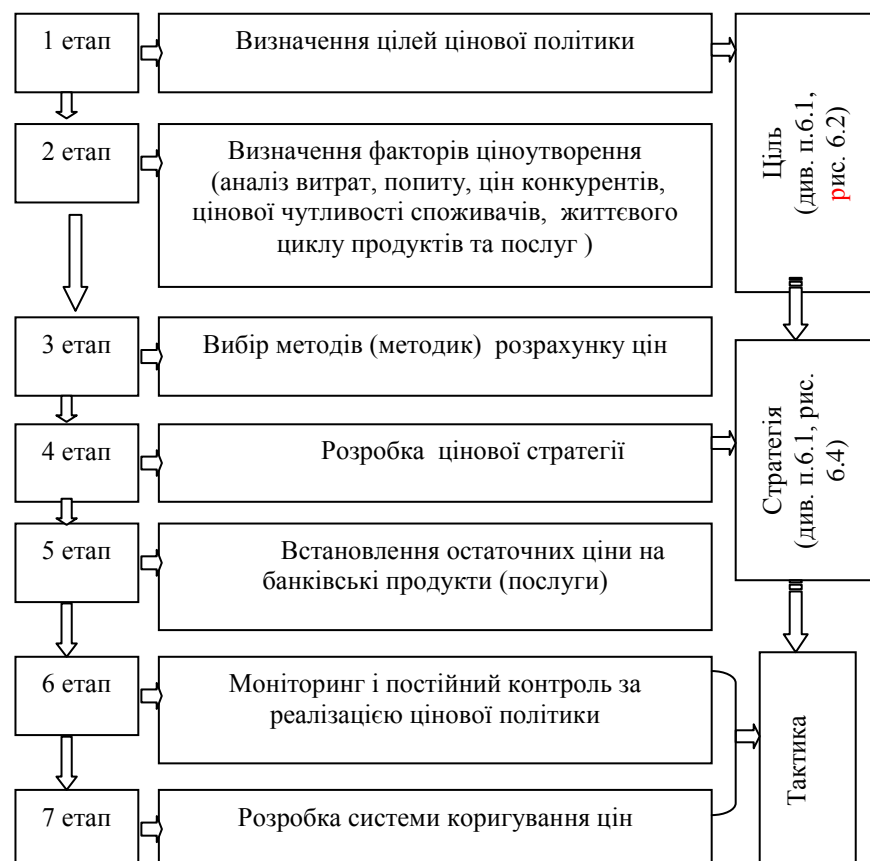 1 етап
Визначення цілей цінової політики
2 етап
Визначення факторів ціноутворення
(аналіз витрат, попиту, цін конкурентів,
цінової чутливості споживачів, життєвого
циклу продуктів та послуг )
Ціль
(див. п.6.1,
рис. 6.2)
3 етап
Вибір методів (методик) розрахунку цін
4 етап
Розробка цінової стратегії
Стратегія
(див. п.6.1, рис.
6.4)
5 етап
Встановлення остаточних ціни на
банківські продукти (послуги)
6 етап
Моніторинг і постійний контроль за
реалізацією цінової політики
7 етап
Розробка системи коригування цін
Тактика